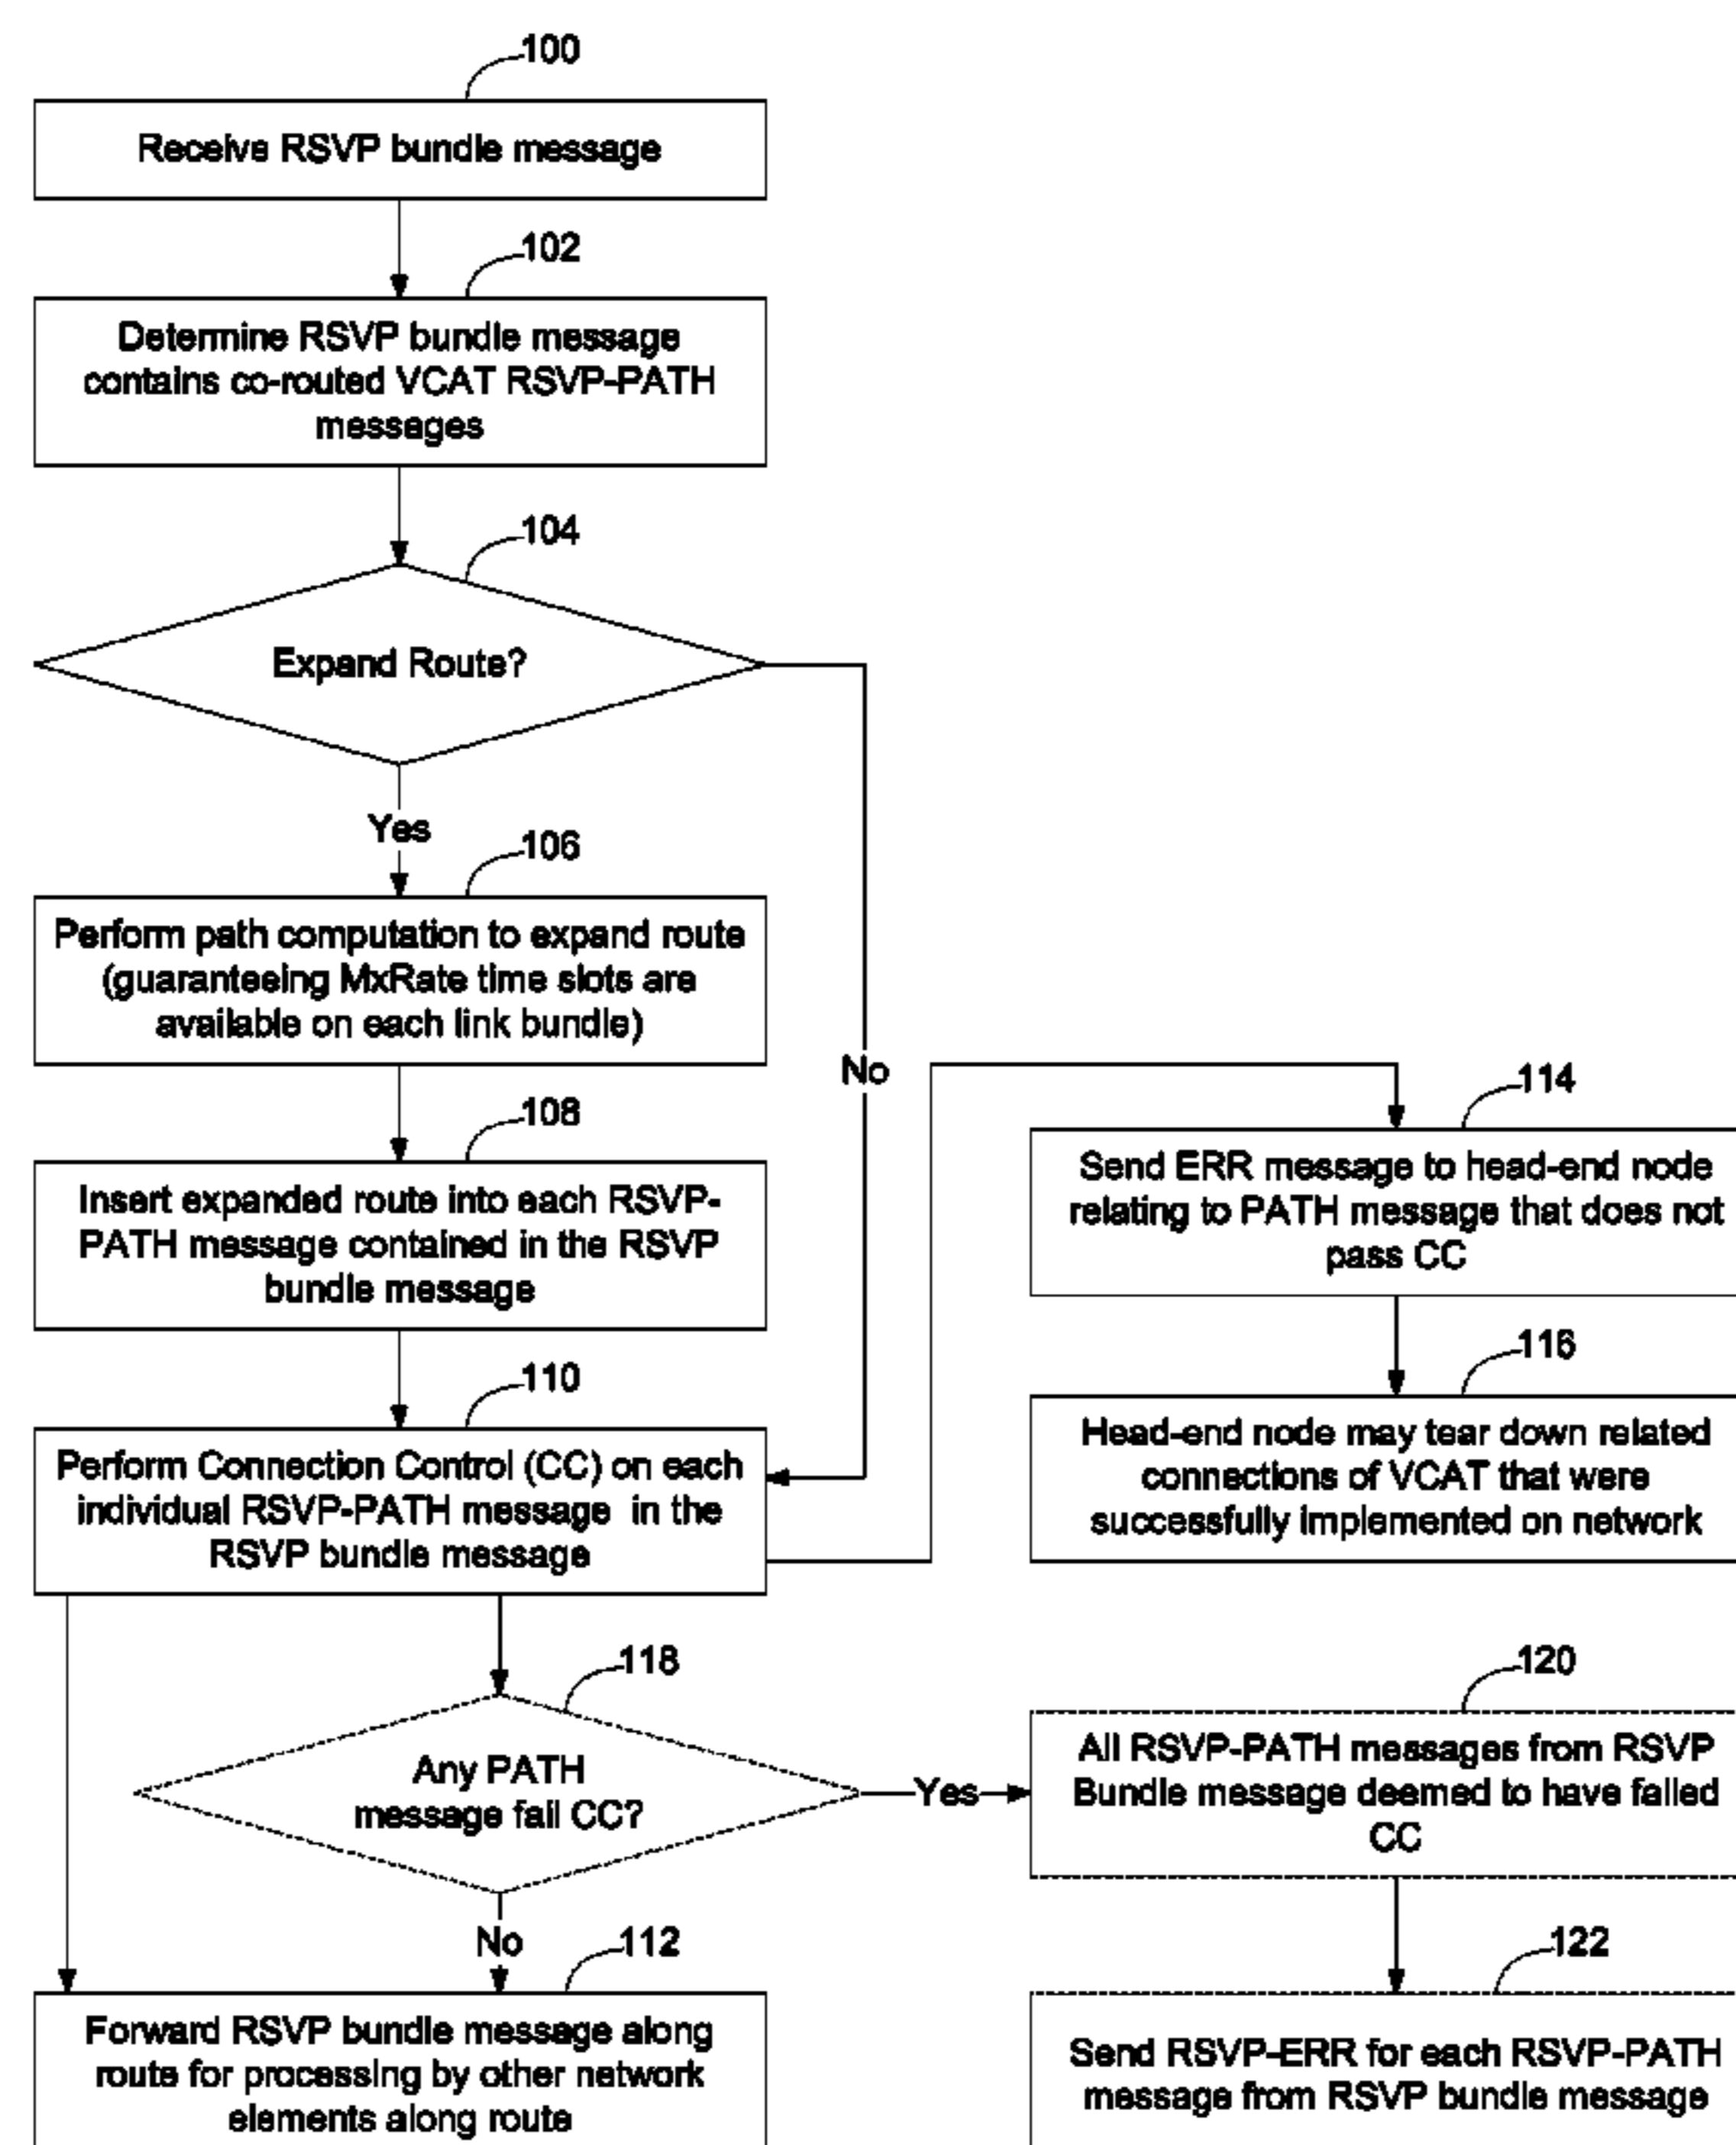 100
Receive RSVP bundle message
102
Determine RSVP bundle message
contains co-routed VCAT RSVP-PATH
messages
104
Expand Route?
Yes
106
Perform path computation to expand route
(guaranteeing MxRate time slots are
available on each link bundle)
No
108
Insert expanded route into each RSVP-
PATH message contained in the RSVP
bundle message
110
Perform Connection Control (CC) on each
individual RSVP-PATH message in the
RSVP bundle message
114
Send ERR message to head-end node
relating to PATH message that does not
pass CC
116
Head-end node may tear down related
connections of VCAT that were
successfully implemented on network
118
Any PATH
message fail CC?
Yes
120
All RSVP-PATH messages from RSVP
Bundle message deemed to have failed
CC
No
112
Forward RSVP bundle message along
route for processing by other network
elements along route
122
Send RSVP-ERR for each RSVP-PATH
message from RSVP bundle message